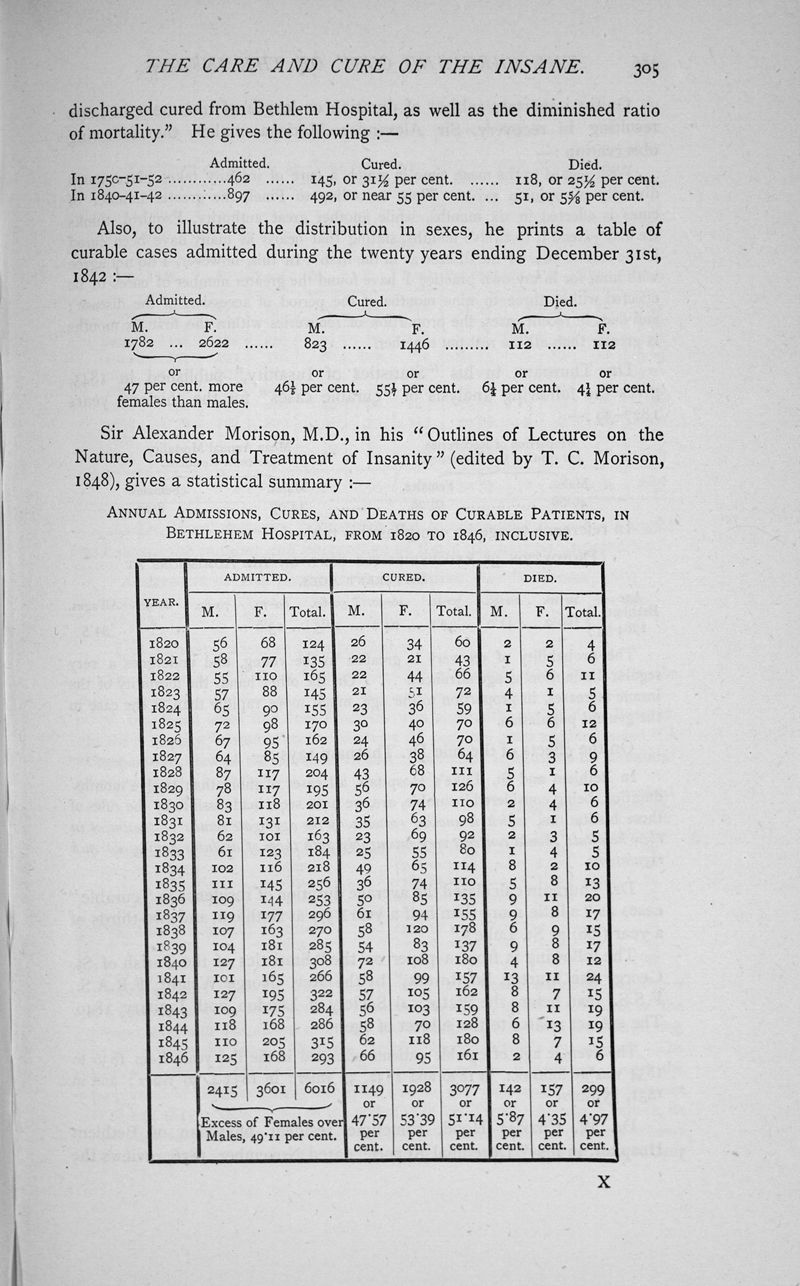 THE CARE AND CURE OF THE INSANE. 305
discharged cured from Bethlem Hospital, as well as the diminished ratio
of mortality.” He gives the following :—
Admitted. Cured. Died.
In 1750-51-52 ............462 ...... 145, or 31½ per cent. ....... 118, or 25½ per cent.
In 1840-41-42 ...........897 ...... 492, or near 55 per cent. ... 51, or 5⅝ per cent.
Also, to illustrate the distribution in sexes, he prints a table of
curable cases admitted during the twenty years ending December 31st,
1842 :—
Admitted. Cured. Died.
M. F. M. F. M. F.
1782 ... 2622 ...... 823 ...... 1446 ......... 112 ...... 112
or or or or or
47 per cent. more 46¼ per cent. 55¼ per cent. 6¼ per cent. 4¼ per cent.
females than males.
Sir Alexander Morison, M.D., in his “Outlines of Lectures on the
Nature, Causes, and Treatment of Insanity” (edited by T. C. Morison,
1848), gives a statistical summary :—
ANNUAL ADMISSIONS, CURES, AND DEATHS OF CURABLE PATIENTS, IN
BETHLEHEM HOSPITAL, FROM 1820 TO 1846, INCLUSIVE.
YEAR. ADMITTED. CURED. DIED.
M. F. Total. M. F. Total. M. F. Total.
1820 56 68 124 26 34 60 2 2 4
1821 58 77 135 22 21 43 1 5 6
1822 55 110 165 22 44 66 5 6 11
1823 57 88 145 21 51 72 4 1 5
1824 65 90 155 23 36 59 1 5 6
1825 72 98 170 30 40 70 6 6 12
1826 67 95 162 24 46 70 1 5 6
1827 64 85 149 26 38 64 6 3 9
1828 87 117 204 43 68 111 5 1 6
1829 78 117 195 56 70 126 6 4 10
1830 83 118 201 36 74 110 2 4 6
1831 81 131 212 35 63 98 5 1 6
1832 62 101 163 23 69 92 2 3 5
1833 61 123 184 25 55 80 1 4 5
1834 102 116 218 49 65 114 8 2 10
1835 111 145 256 36 74 110 5 8 13
1836 109 144 253 50 85 135 9 11 20
1837 119 177 296 61 94 155 9 8 17
1838 107 163 270 58 120 178 6 9 15
1839 104 181 285 54 83 137 9 8 17
1840 127 181 308 72 108 180 4 8 12
1841 101 165 266 58 99 157 13 11 24
1842 127 195 322 57 105 162 8 7 15
1843 109 175 284 56 103 159 8 11 19
1844 118 168 286 58 70 128 6 13 19
1845 110 205 315 62 118 180 8 7 15
1846 125 168 293 66 95 161 2 4 6
2415 3601 6016 1149 1928 3077 142 157 299
or or or or or or
Excess of Females over 47·57 53·39 51·14 5·87 4·35 4·97
Males, 49·11 per cent. per per per per per per
cent. cent. cent. cent. cent. cent.
X